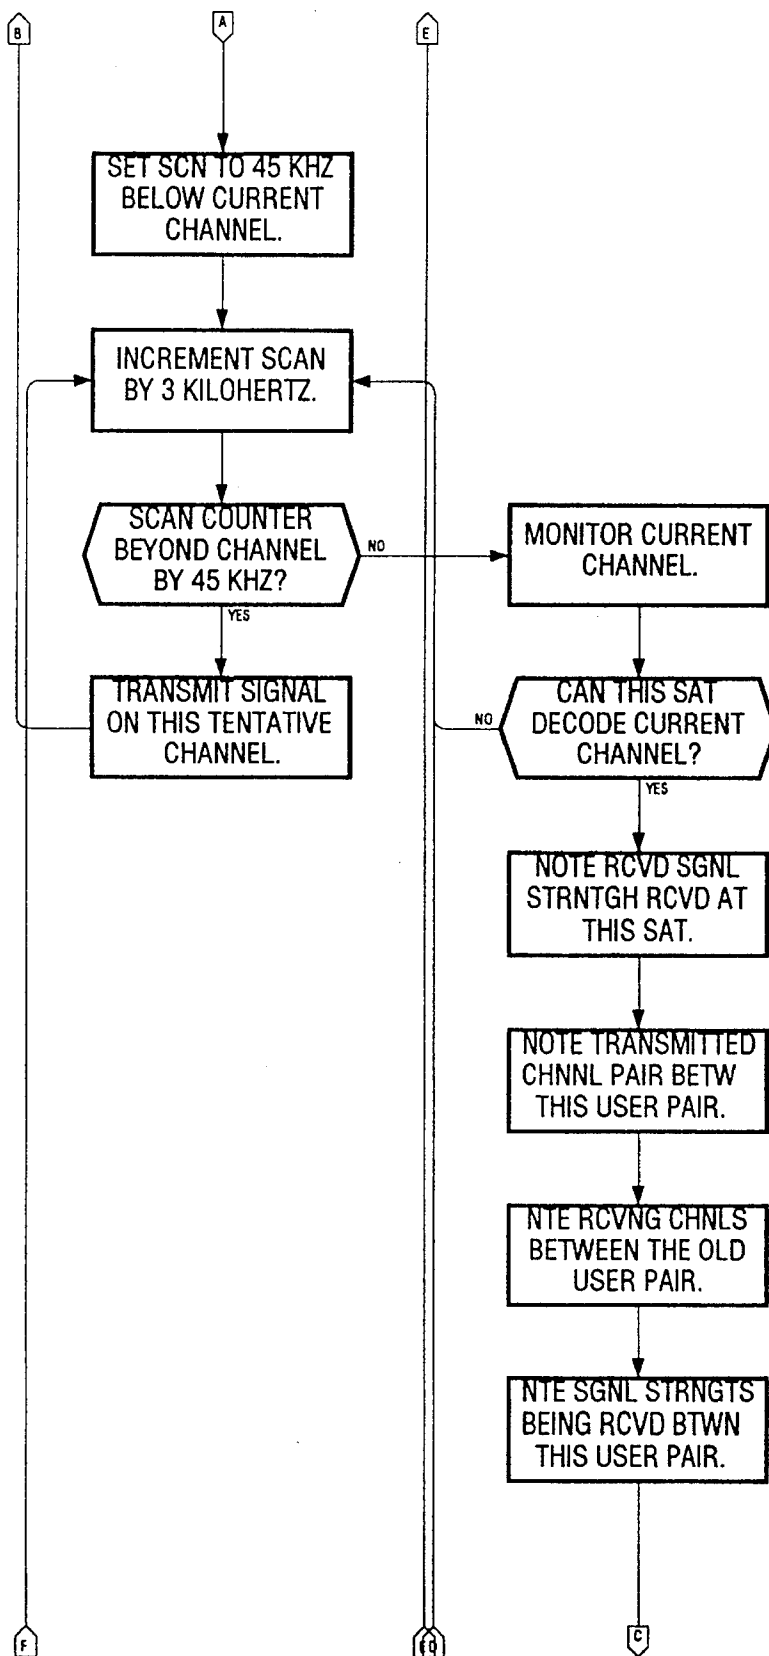 B
A
E
SET SCN TO 45 KHZ
BELOW CURRENT
CHANNEL.
INCREMENT SCAN
BY 3 KILOHERTZ.
SCAN COUNTER
BEYOND CHANNEL
BY 45 KHZ?
NO
YES
MONITOR CURRENT
CHANNEL.
TRANSMIT SIGNAL
ON THIS TENTATIVE
CHANNEL.
CAN THIS SAT
DECODE CURRENT
CHANNEL?
NO
YES
NOTE RCVD SGNL
STRNTGH RCVD AT
THIS SAT.
NOTE TRANSMITTED
CHNNL PAIR BETW
THIS USER PAIR.
NTE RCVNG CHNLS
BETWEEN THE OLD
USER PAIR.
NTE SGNL STRNGTS
BEING RCVD BTWN
THIS USER PAIR.
F
D
C